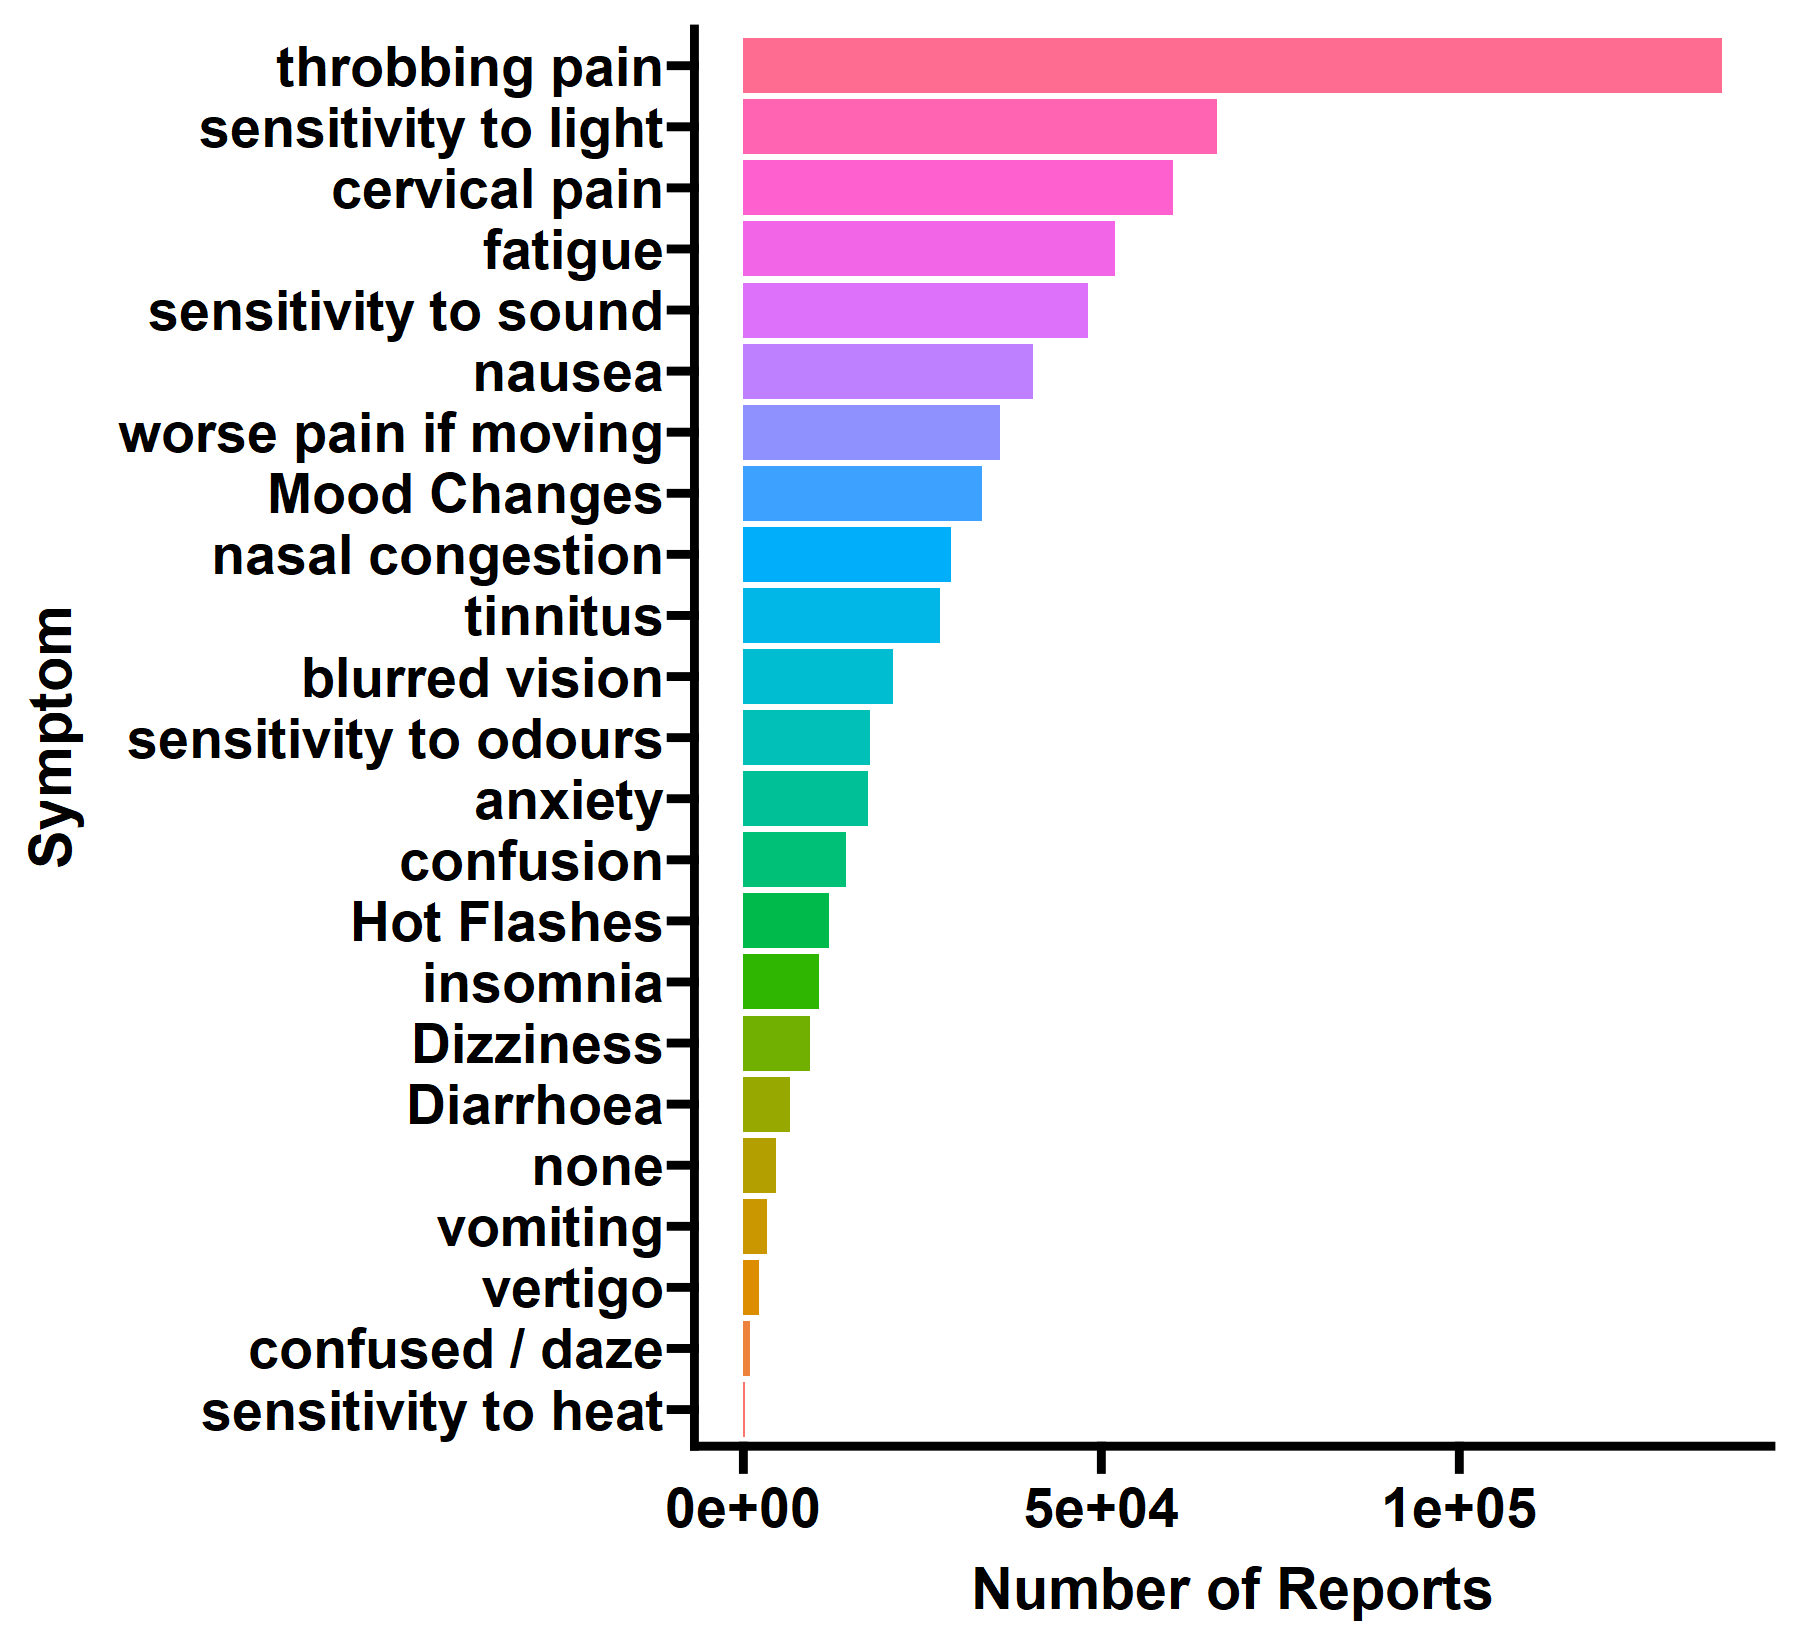 throbbing pain
sensitivity to light
cervical pain
fatigue
sensitivity to sound
nausea
worse pain if moving
Mood Changes
nasal congestion
tinnitus
blurred vision
sensitivity to odours
anxiety
confusion
Hot Flashes
insomnia
Dizziness
Diarrhoea
none
vomiting
vertigo
confused / daze
sensitivity to heat
Symptom
0e+00 5e+04 1e+05
Number of Reports